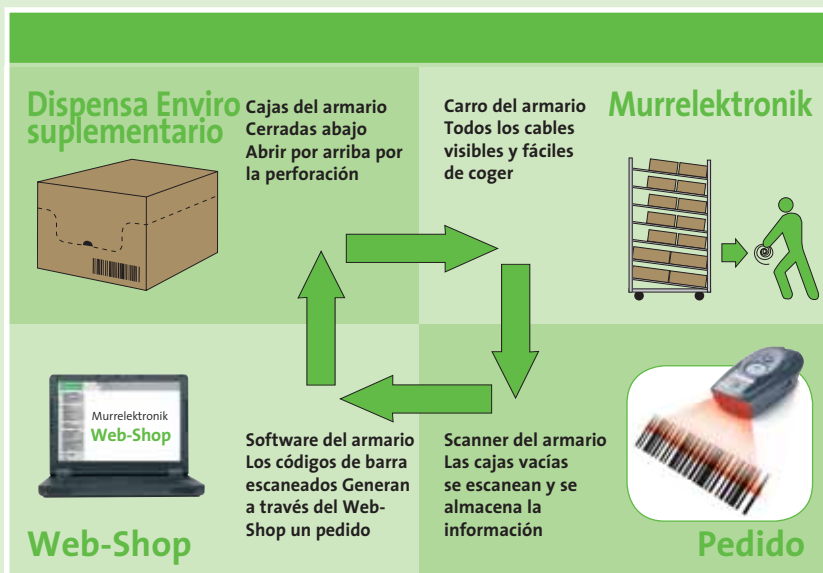 Dispensa Enviro
suplementario
Cajas del armario
Cerradas abajo
Abrir por arriba por
la perforación
Carro del armario
Todos los cables
visibles y fáciles
de coger
Murrelektronik
Murrelektronik
Web-Shop
Web-Shop
Software del armario
Los códigos de barra
escaneados Generan
a través del Web-
Shop un pedido
Scanner del armario
Las cajas vacías
se escanean y se
almacena la
información
Pedido